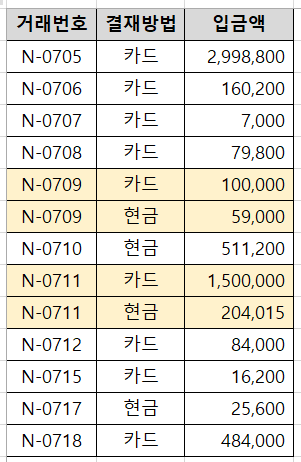 거래번호 결재방법 입금액
N-0705 카드 2,998,800
N-0706 카드 160,200
N-0707 카드 7,000
N-0708 카드 79,800
N-0709 카드 100,000
N-0709 현금 59,000
N-0710 현금 511,200
N-0711 카드 1,500,000
N-0711 현금 204,015
N-0712 카드 84,000
N-0715 카드 16,200
N-0717 현금 25,600
N-0718 카드 484,000